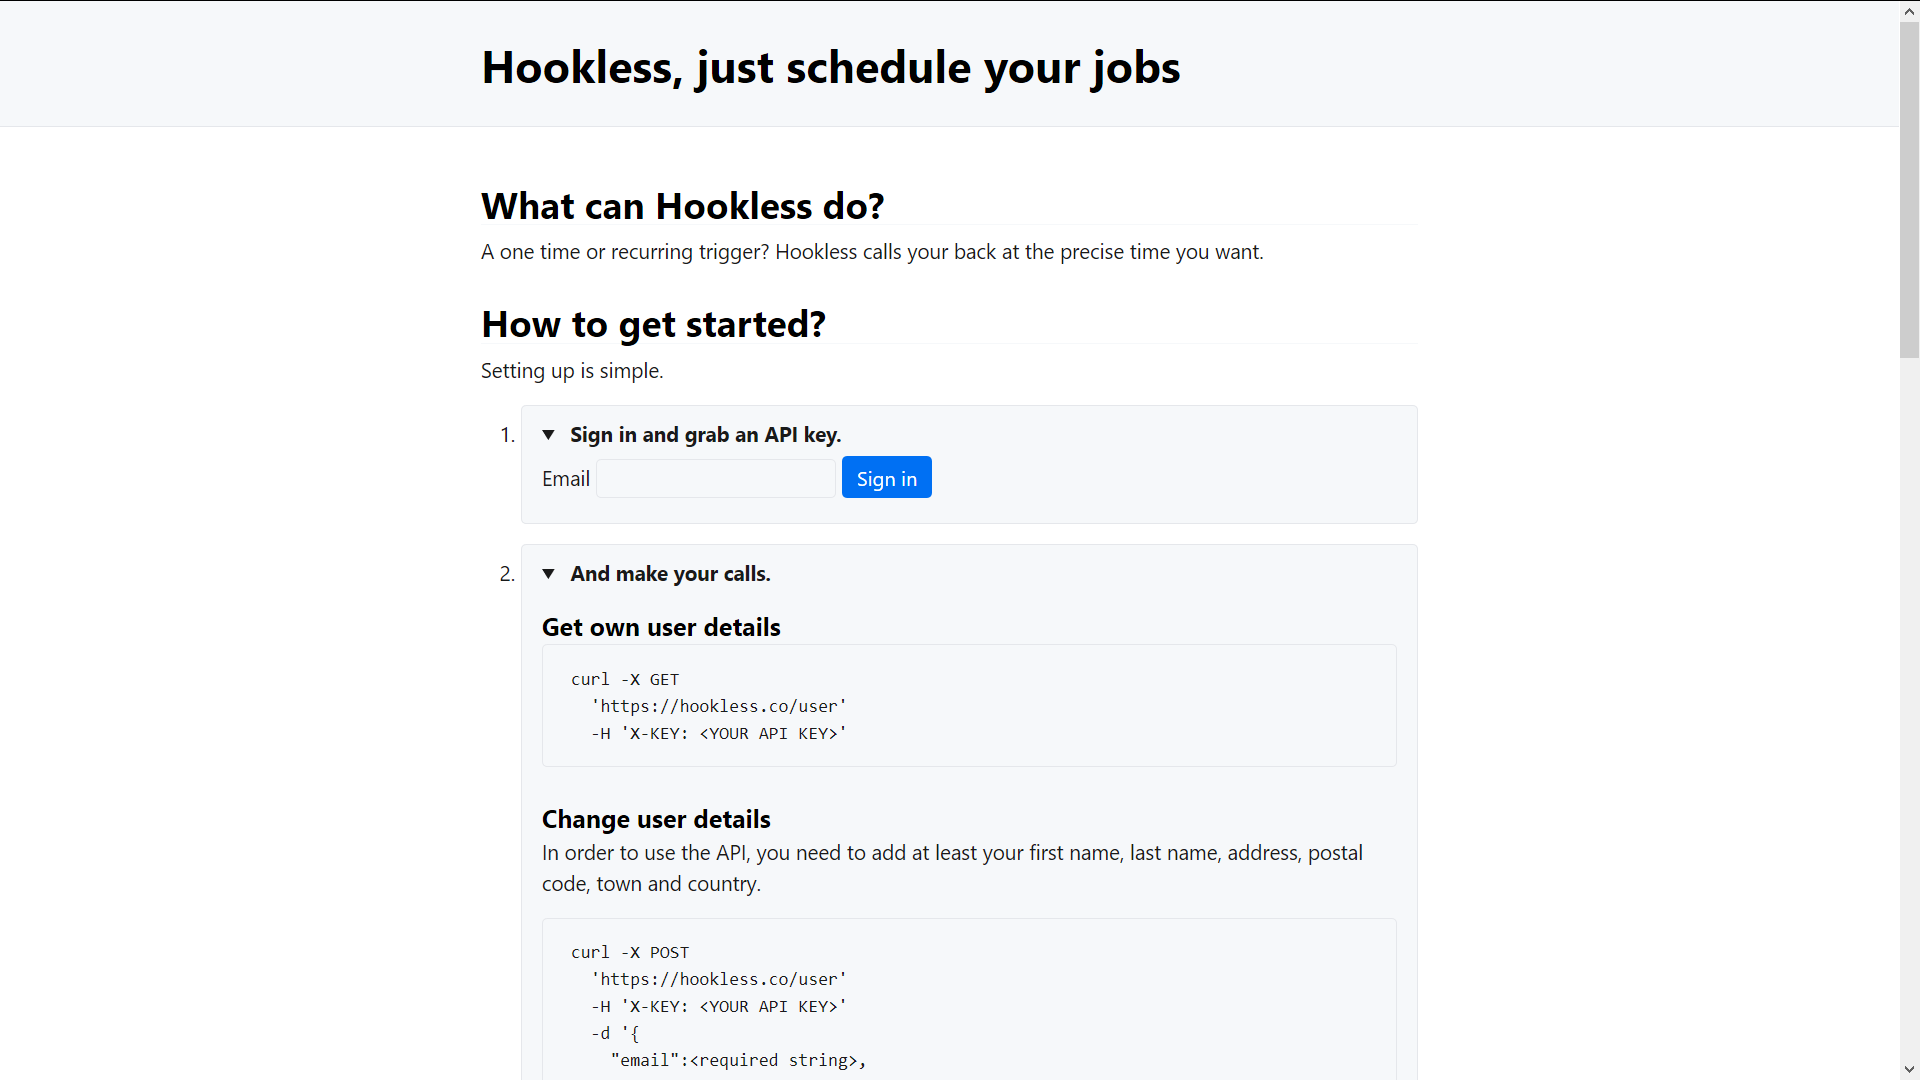 Hookless, just schedule your jobs
What can Hookless do?
A one time or recurring trigger? Hookless calls your back at the precise time you want.
How to get started?
Setting up is simple.
1. ▼ Sign in and grab an API key.
Email Sign in
2. ▼ And make your calls.
Get own user details
curl -X GET
'https://hookless.co/user'
-H 'X-KEY: <YOUR API KEY>'
Change user details
In order to use the API, you need to add at least your first name, last name, address, postal
code, town and country.
curl -X POST
'https://hookless.co/user'
-H 'X-KEY: <YOUR API KEY>'
-d '{
"email":<required string>,